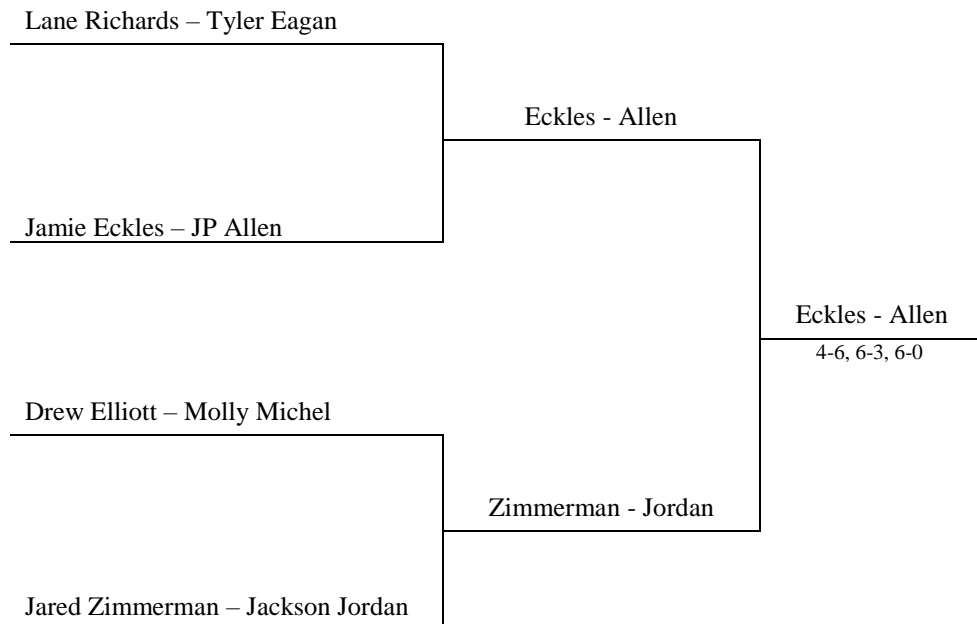 Lane Richards – Tyler Eagan
Eckles - Allen
Jamie Eckles – JP Allen
Eckles - Allen
4-6, 6-3, 6-0
Drew Elliott – Molly Michel
Zimmerman - Jordan
Jared Zimmerman – Jackson Jordan